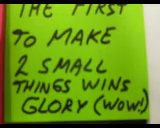 THE FIRST
TO MAKE
2 SMALL
THINGS WINS
GLORY (WOW!)